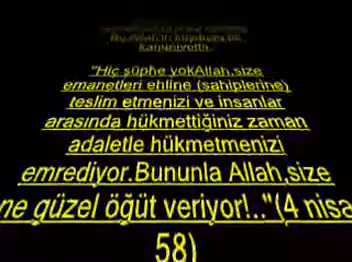 "Hiç süphe yokAllah,size
emanetleri ehline (sahiplerine)
teslim etmenizi ve insanlar
arasında hükmettiğiniz zaman
adaletle hükmetmenizi
emrediyor.Bununla Allah,size
ne güzel öğüt veriyor!.."(4 nisa
58)